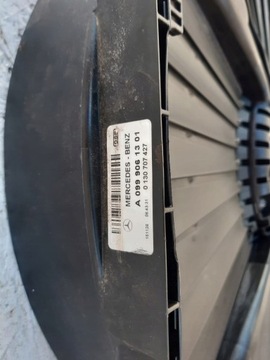 MERCEDES - BENZ
A 099 906 13 01
0 130 707 427